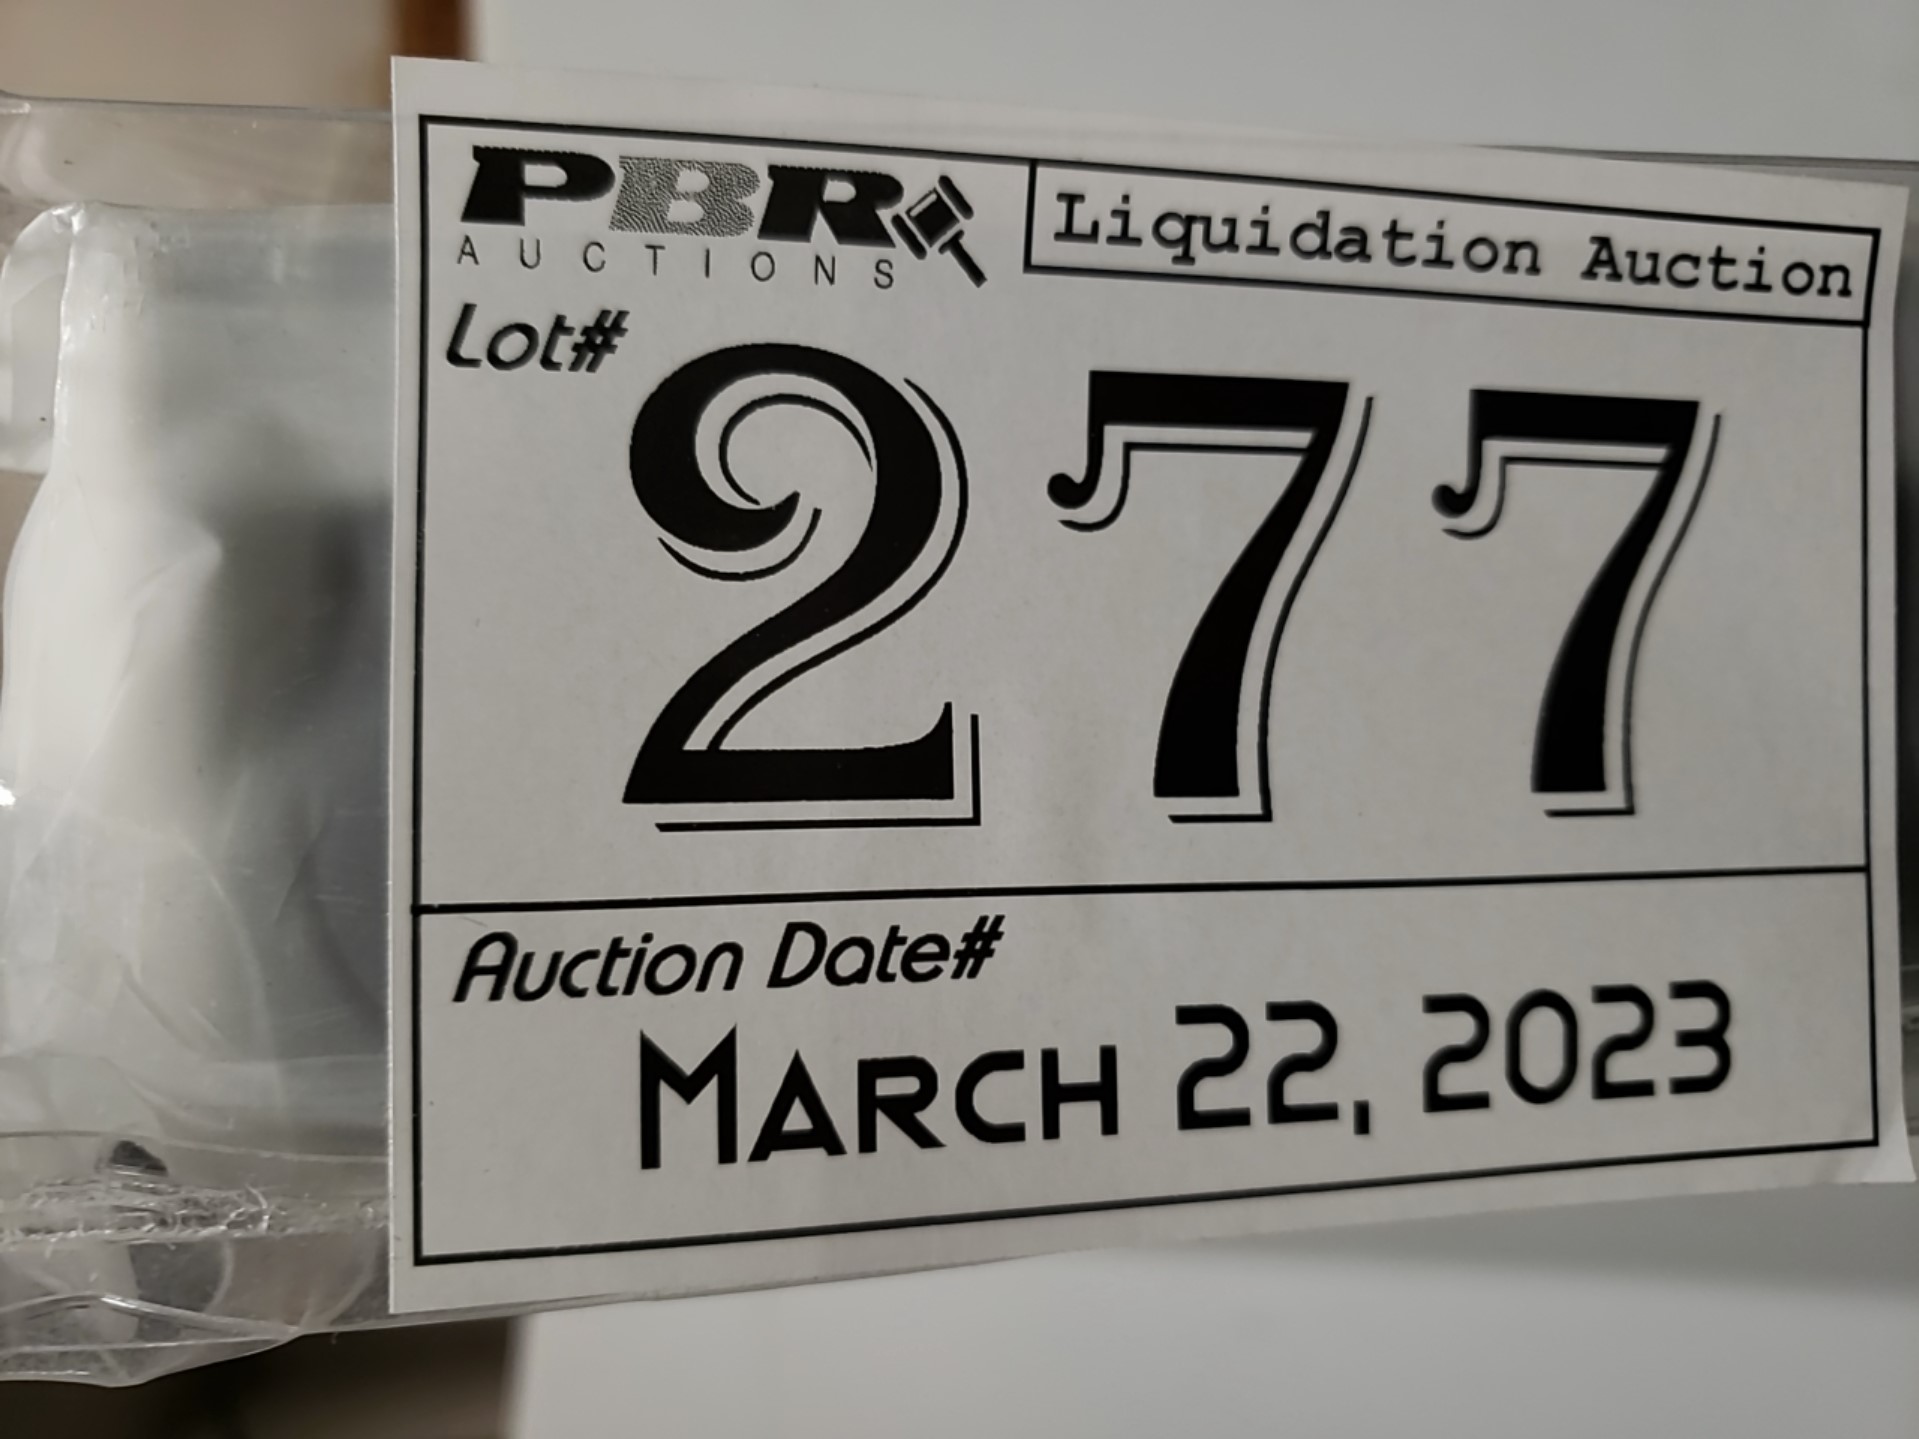 PBR
AUCTIONS
Liquidation Auction
Lot#
277
Auction Date#
MARCH 22, 2023